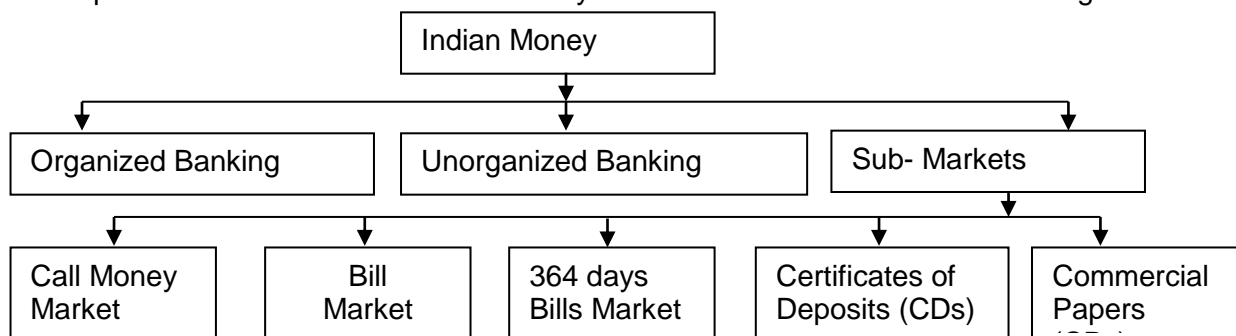 Indian Money
Organized Banking
Unorganized Banking
Sub- Markets
Call Money
Market
Bill
Market
364 days
Bills Market
Certificates of
Deposits (CDs)
Commercial
Papers